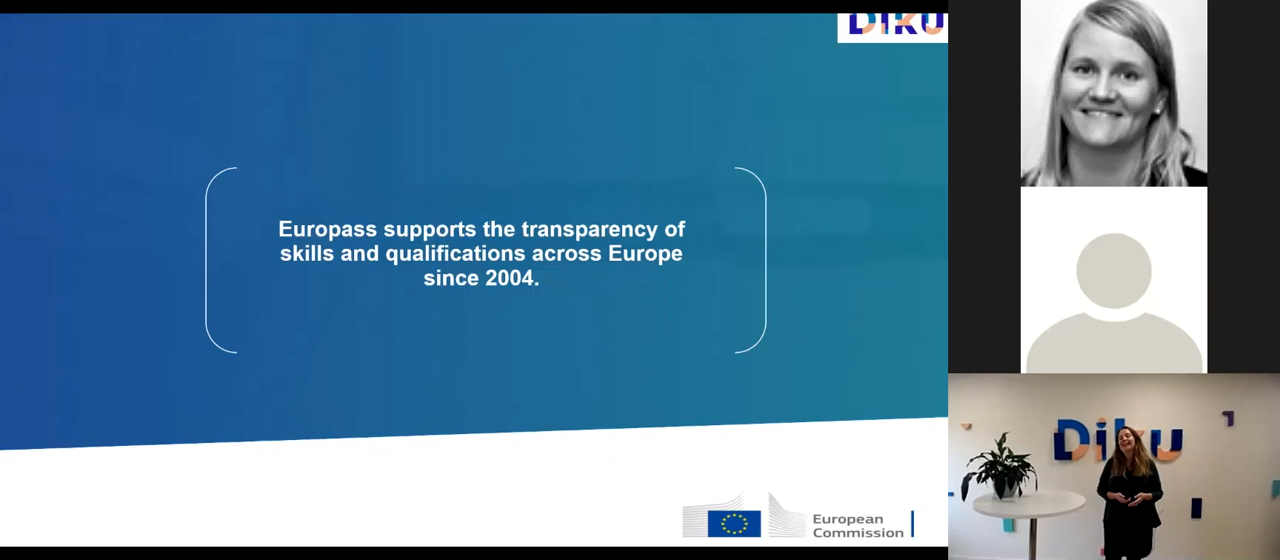 DIKU
Europass supports the transparency of
skills and qualifications across Europe
since 2004.
European
Commission
Diku